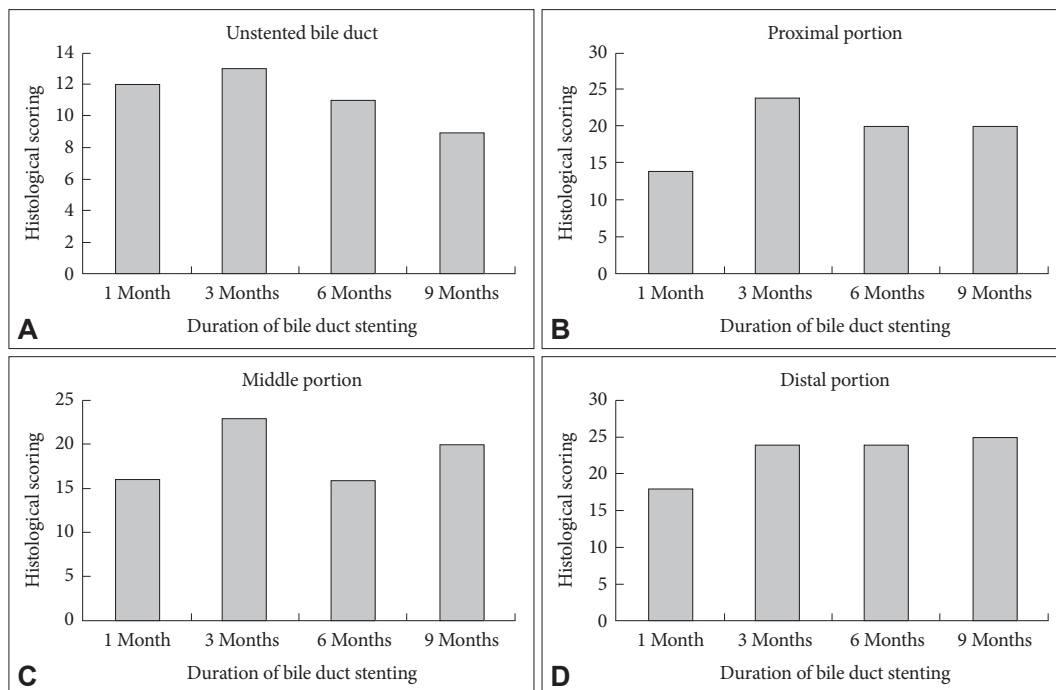 Unstented bile duct
Histological scoring
14
12
10
8
6
4
2
0
1 Month 3 Months 6 Months 9 Months
Duration of bile duct stenting
A
Proximal portion
Histological scoring
30
25
20
15
10
5
0
1 Month 3 Months 6 Months 9 Months
Duration of bile duct stenting
B
Middle portion
Histological scoring
25
20
15
10
5
0
1 Month 3 Months 6 Months 9 Months
Duration of bile duct stenting
C
Distal portion
Histological scoring
30
25
20
15
10
5
0
1 Month 3 Months 6 Months 9 Months
Duration of bile duct stenting
D